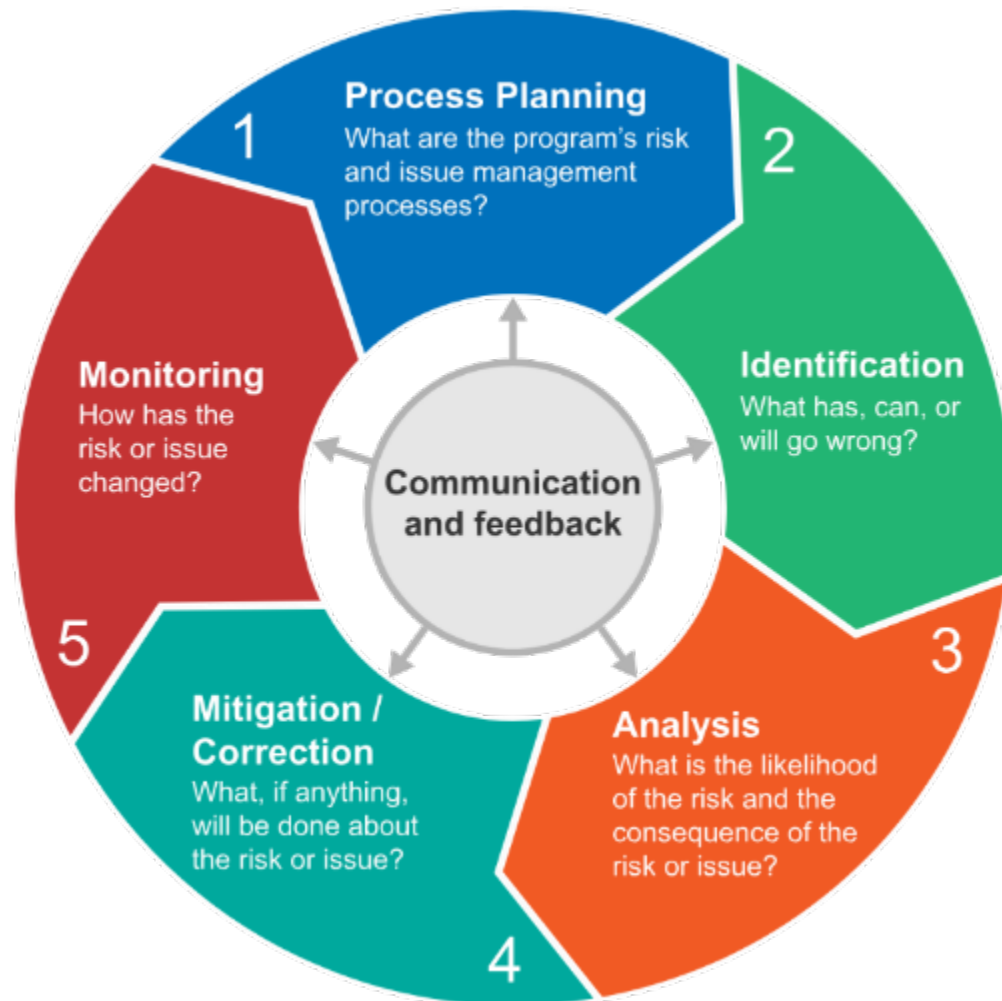 1
Process Planning
What are the program's risk
and issue management
processes?
2
Identification
What has, can, or
will go wrong?
3
Analysis
What is the likelihood
of the risk and the
consequence of the
risk or issue?
4
Mitigation /
Correction
What, if anything,
will be done about
the risk or issue?
5
Monitoring
How has the
risk or issue
changed?
Communication
and feedback